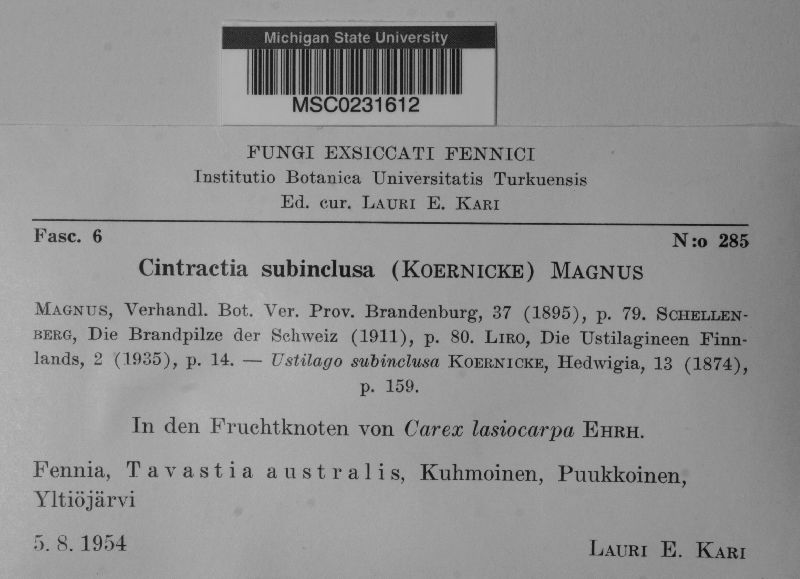 Michigan State University
MSC0231612
FUNGI EXSICCATI FENNICI
Institutio Botanica Universitatis Turkuensis
Ed. cur. LAURI E. KARI
Fasc. 6 N:o 285
Cintractia subinclusa (KOERNICKE) MAGNUS
MAGNUS, Verhandl. Bot. Ver. Prov. Brandenburg, 37 (1895), p. 79. SCHELLEN-
BERG, Die Brandpilze der Schweiz (1911), p. 80. LIRO, Die Ustilagineen Finn-
lands, 2 (1935), p. 14. — Ustilago subinclusa KOERNICKE, Hedwigia, 13 (1874),
p. 159.
In den Fruchtknoten von Carex lasiocarpa EHRH.
Fennia, Tavastia australis, Kuhmoinen, Puukkoinen,
Yltiöjärvi
5. 8. 1954 LAURI E. KARI